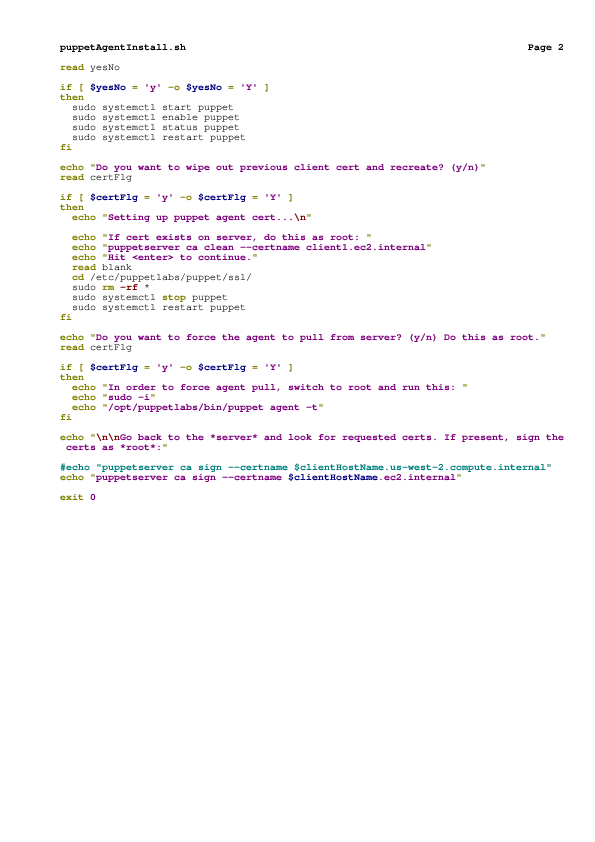 puppetAgentInstall.sh Page 2
read yesNo
if [ $yesNo = 'y' -o $yesNo = 'Y' ]
then
  sudo systemctl start puppet
  sudo systemctl enable puppet
  sudo systemctl status puppet
  sudo systemctl restart puppet
fi
echo "Do you want to wipe out previous client cert and recreate? (y/n)"
read certFlg
if [ $certFlg = 'y' -o $certFlg = 'Y' ]
then
  echo "Setting up puppet agent cert...\n"
  echo "If cert exists on server, do this as root: "
  echo "puppetserver ca clean --certname client1.ec2.internal"
  echo "Hit <enter> to continue."
  read blank
  cd /etc/puppetlabs/puppet/ssl/
  sudo rm -rf *
  sudo systemctl stop puppet
  sudo systemctl restart puppet
fi
echo "Do you want to force the agent to pull from server? (y/n) Do this as root."
read certFlg
if [ $certFlg = 'y' -o $certFlg = 'Y' ]
then
  echo "In order to force agent pull, switch to root and run this: "
  echo "sudo -i"
  echo "/opt/puppetlabs/bin/puppet agent -t"
fi
echo "\n\nGo back to the *server* and look for requested certs. If present, sign the
 certs as *root*:"
#echo "puppetserver ca sign --certname $clientHostName.us-west-2.compute.internal"
echo "puppetserver ca sign --certname $clientHostName.ec2.internal"
exit 0